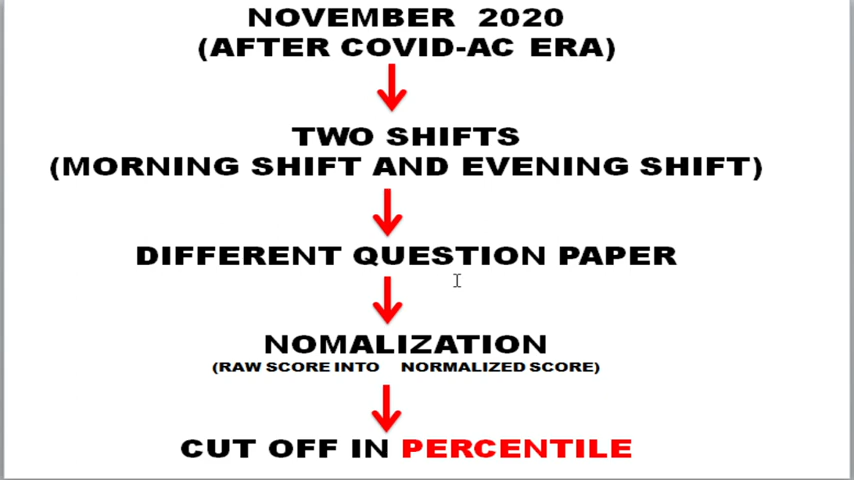 NOVEMBER 2020
(AFTER COVID-AC ERA)
TWO SHIFTS
(MORNING SHIFT AND EVENING SHIFT)
DIFFERENT QUESTION PAPER
NOMALIZATION
(RAW SCORE INTO NORMALIZED SCORE)
CUT OFF IN PERCENTILE